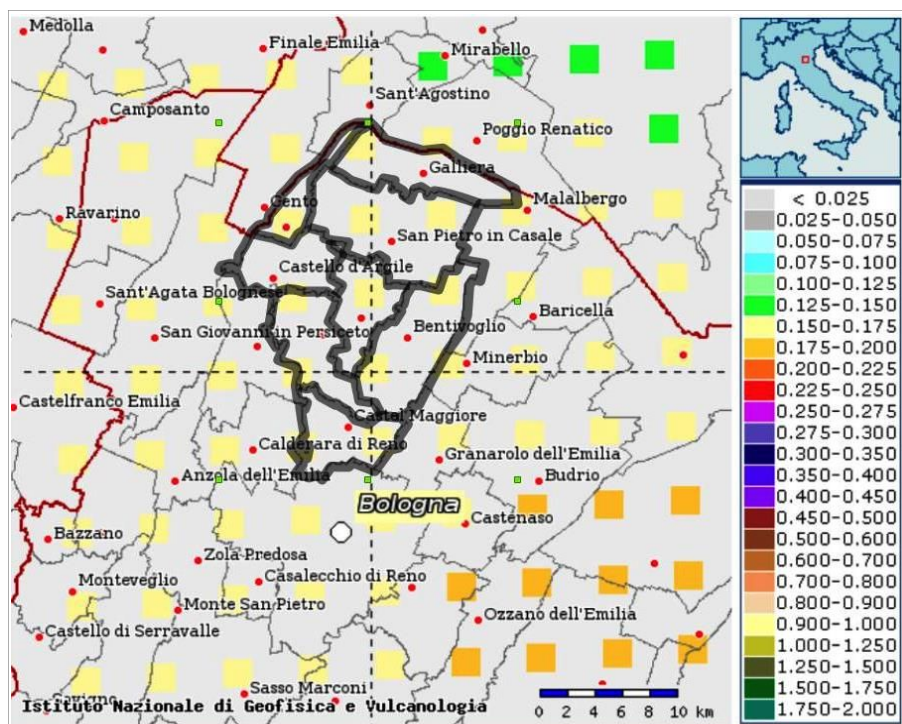 Medolla
Finale Emilia
Mirabello
Camposanto
Sant'Agostino
Poggio Renatico
Galliera
Ravarino
Cento
Malalbergo
San Pietro in Casale
Castello d'Argile
Sant'Agata Bolognese
Baricella
San Giovanni in Persiceto
Bentivoglio
Minerbio
Castelfranco Emilia
Castel Maggiore
Calderara di Reno
Granarolo dell'Emilia
Anzola dell'Emilia
Budrio
Bologna
Castenaso
Bazzano
Zola Predosa
Monteveglio
Casalecchio di Reno
Monte San Pietro
Ozzano dell'Emilia
Castello di Serravalle
Sasso Marconi
Savigno
Istituto Nazionale di Geofisica e Vulcanologia
0 2 4 6 8 10 km
< 0.025
0.025-0.050
0.050-0.075
0.075-0.100
0.100-0.125
0.125-0.150
0.150-0.175
0.175-0.200
0.200-0.225
0.225-0.250
0.250-0.275
0.275-0.300
0.300-0.350
0.350-0.400
0.400-0.450
0.450-0.500
0.500-0.600
0.600-0.700
0.700-0.800
0.800-0.900
0.900-1.000
1.000-1.250
1.250-1.500
1.500-1.750
1.750-2.000